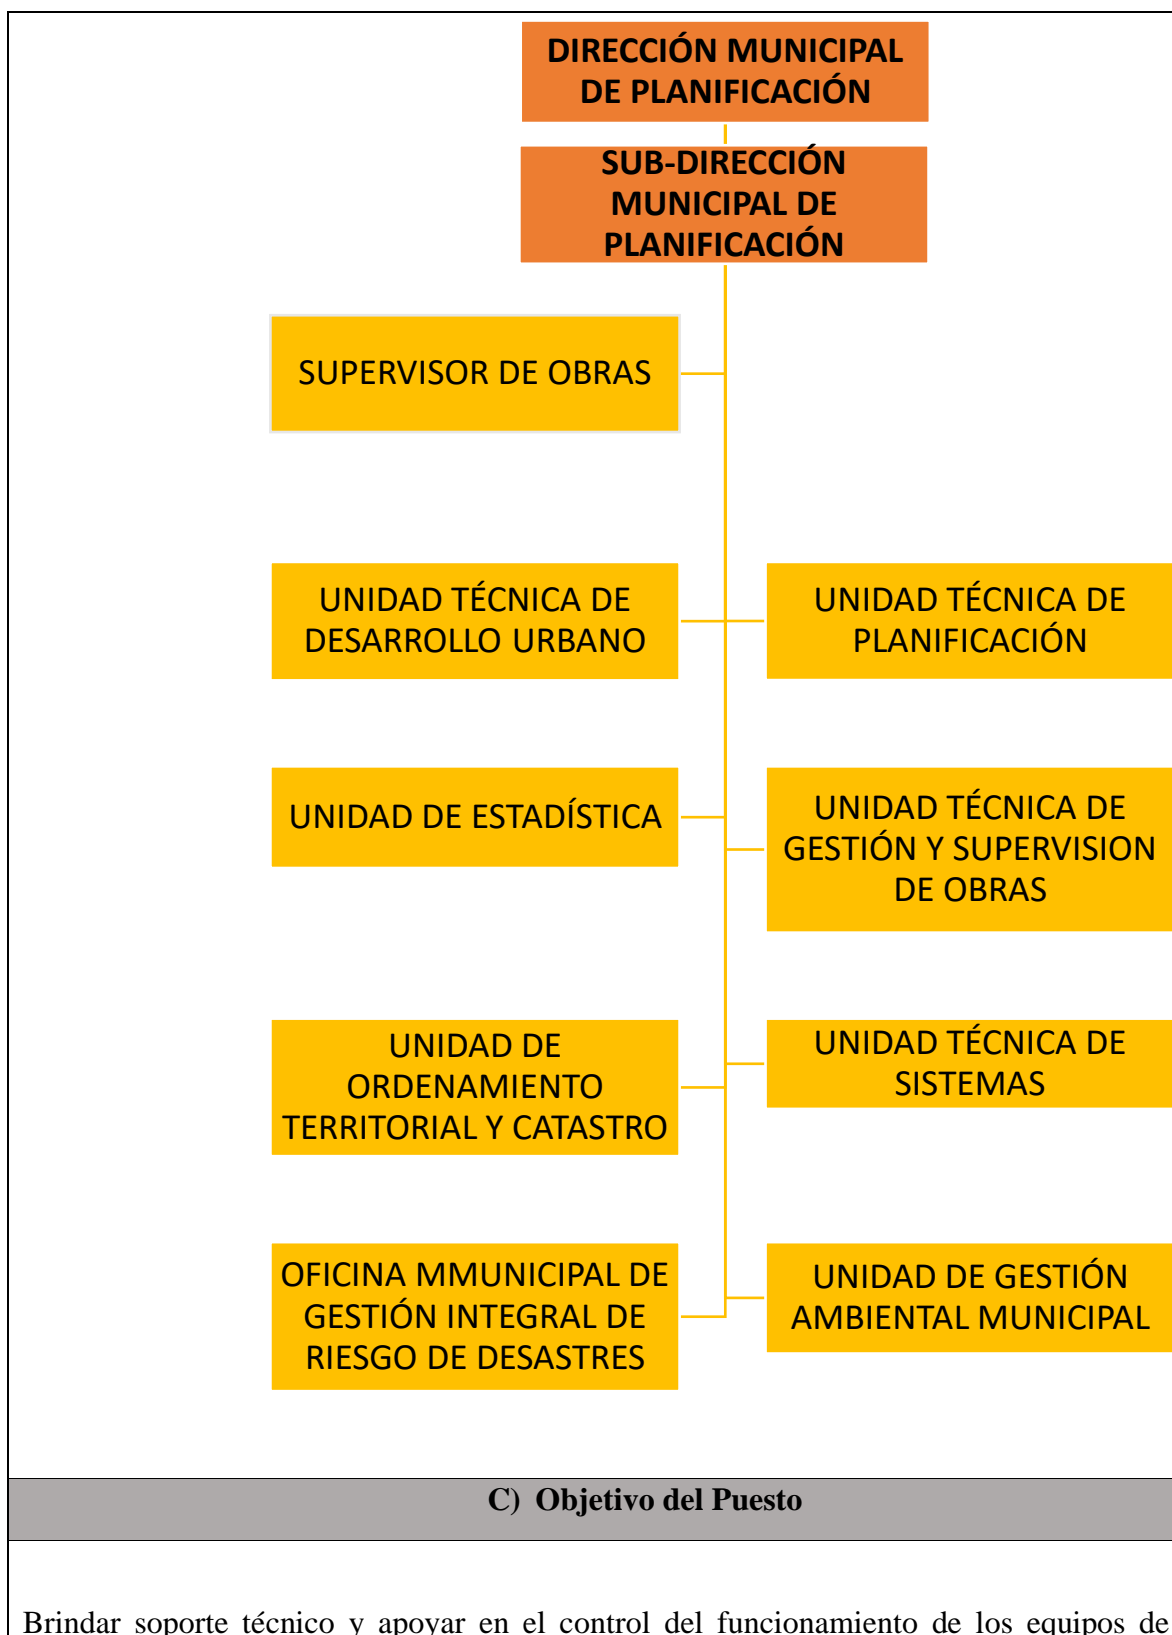 DIRECCIÓN MUNICIPAL
DE PLANIFICACIÓN
SUB-DIRECCIÓN
MUNICIPAL DE
PLANIFICACIÓN
SUPERVISOR DE OBRAS
UNIDAD TÉCNICA DE
DESARROLLO URBANO
UNIDAD TÉCNICA DE
PLANIFICACIÓN
UNIDAD DE ESTADÍSTICA
UNIDAD TÉCNICA DE
GESTIÓN Y SUPERVISION
DE OBRAS
UNIDAD DE
ORDENAMIENTO
TERRITORIAL Y CATASTRO
UNIDAD TÉCNICA DE
SISTEMAS
OFICINA MMUNICIPAL DE
GESTIÓN INTEGRAL DE
RIESGO DE DESASTRES
UNIDAD DE GESTIÓN
AMBIENTAL MUNICIPAL
C) Objetivo del Puesto
Brindar soporte técnico y apoyar en el control del funcionamiento de los equipos de